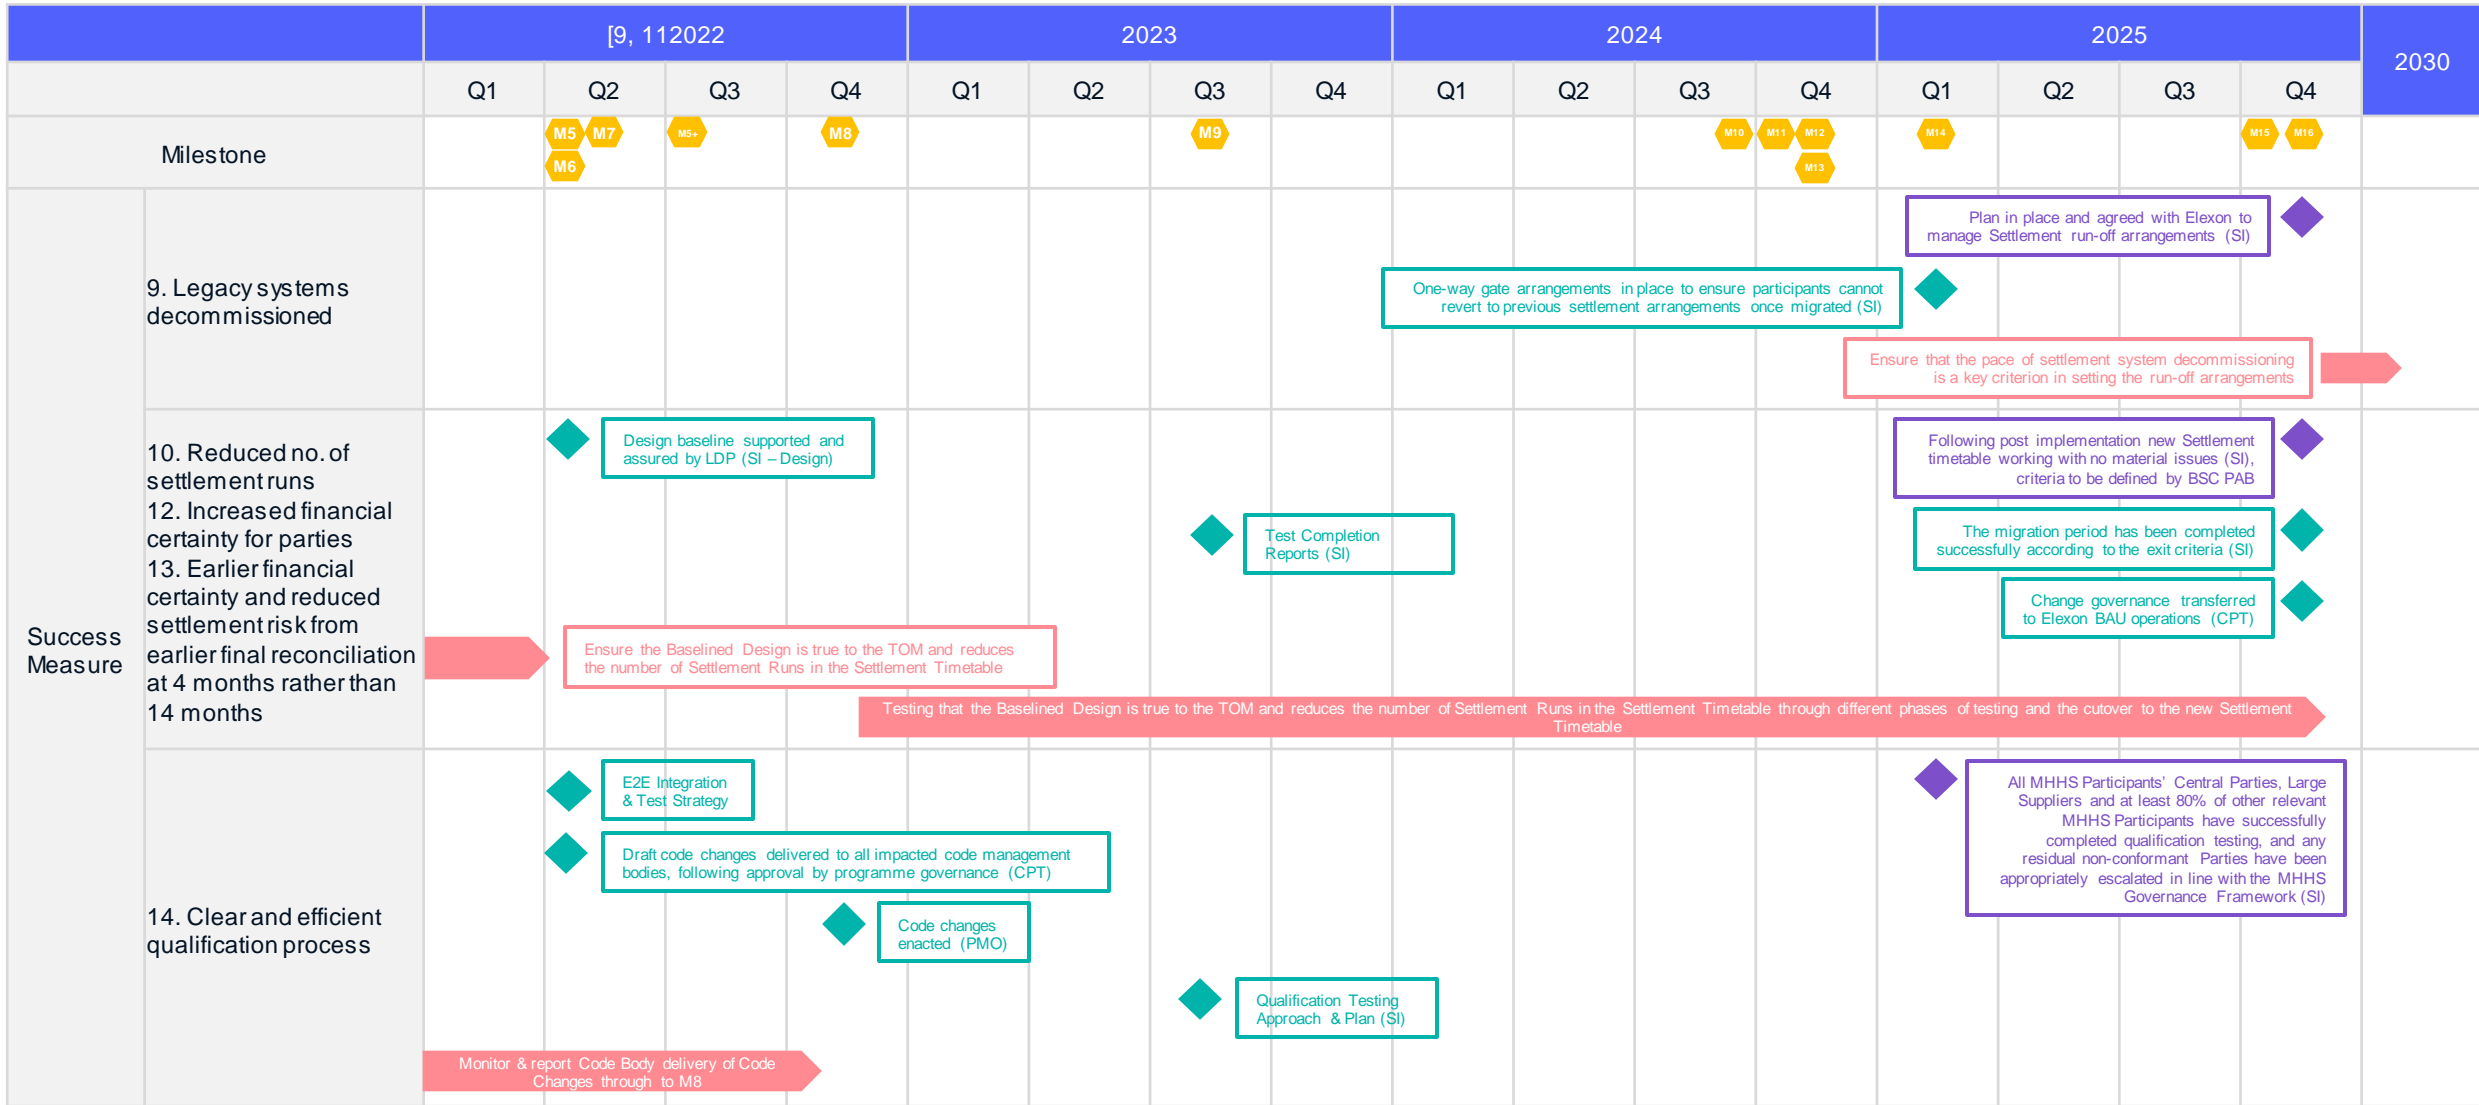 [9, 112022
2023
2024
2025
2030
Q1
Q2
Q3
Q4
Q1
Q2
Q3
Q4
Q1
Q2
Q3
Q4
Q1
Q2
Q3
Q4
Milestone
M5
M7
M5+
M8
M9
M10
M11
M12
M14
M15
M16
M6
M13
Success
Measure
9. Legacy systems
decommissioned
Plan in place and agreed with Elexon to
manage Settlement run-off arrangements (SI)
One-way gate arrangements in place to ensure participants cannot
revert to previous settlement arrangements once migrated (SI)
Ensure that the pace of settlement system decommissioning
is a key criterion in setting the run-off arrangements
10. Reduced no. of
settlement runs
12. Increased financial
certainty for parties
13. Earlier financial
certainty and reduced
settlement risk from
earlier final reconciliation
at 4 months rather than
14 months
Design baseline supported and
assured by LDP (SI – Design)
Following post implementation new Settlement
timetable working with no material issues (SI),
criteria to be defined by BSC PAB
Test Completion
Reports (SI)
The migration period has been completed
successfully according to the exit criteria (SI)
Change governance transferred
to Elexon BAU operations (CPT)
Ensure the Baselined Design is true to the TOM and reduces
the number of Settlement Runs in the Settlement Timetable
Testing that the Baselined Design is true to the TOM and reduces the number of Settlement Runs in the Settlement Timetable through different phases of testing and the cutover to the new Settlement
Timetable
14. Clear and efficient
qualification process
E2E Integration
& Test Strategy
Draft code changes delivered to all impacted code management
bodies, following approval by programme governance (CPT)
Code changes
enacted (PMO)
Qualification Testing
Approach & Plan (SI)
All MHHS Participants' Central Parties, Large
Suppliers and at least 80% of other relevant
MHHS Participants have successfully
completed qualification testing, and any
residual non-conformant Parties have been
appropriately escalated in line with the MHHS
Governance Framework (SI)
Monitor & report Code Body delivery of Code
Changes through to M8